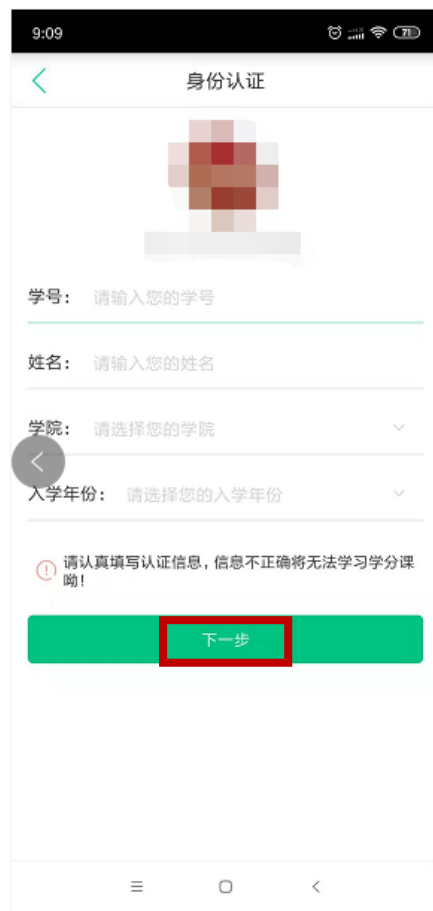 9:09
71
身份认证
学号： 请输入您的学号
姓名： 请输入您的姓名
学院： 请选择您的学院
入学年份： 请选择您的入学年份
请认真填写认证信息，信息不正确将无法学习学分课
呦！
下一步